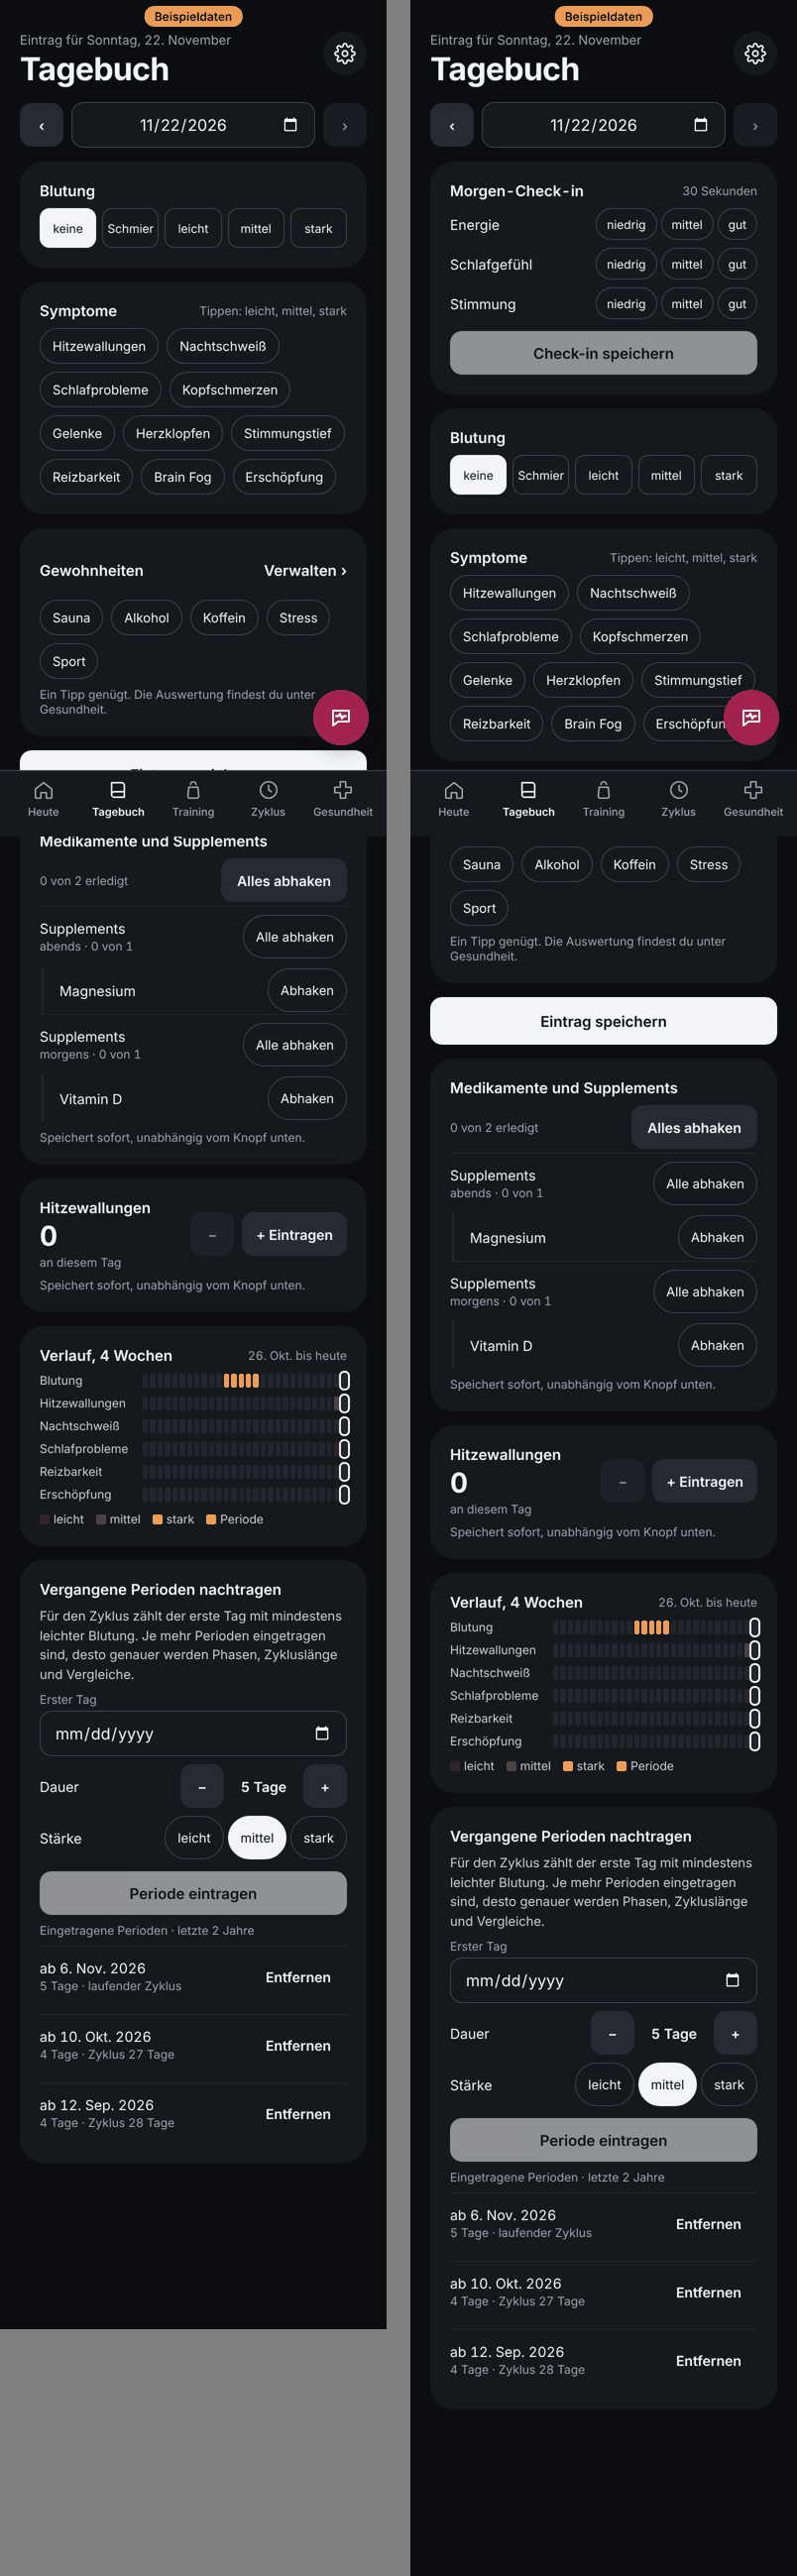 Beispieldaten
Eintrag für Sonntag, 22. November
Tagebuch
‹ 11/22/2026 ›
Blutung
keine Schmier leicht mittel stark
Symptome Tippen: leicht, mittel, stark
Hitzewallungen Nachtschweiß
Schlafprobleme Kopfschmerzen
Gelenke Herzklopfen Stimmungstief
Reizbarkeit Brain Fog Erschöpfung
Gewohnheiten Verwalten ›
Sauna Alkohol Koffein Stress
Sport
Ein Tipp genügt. Die Auswertung findest du unter
Gesundheit.
Heute Tagebuch Training Zyklus Gesundheit
Medikamente und Supplements
0 von 2 erledigt Alles abhaken
Supplements Alle abhaken
abends · 0 von 1
Magnesium Abhaken
Supplements Alle abhaken
morgens · 0 von 1
Vitamin D Abhaken
Speichert sofort, unabhängig vom Knopf unten.
Hitzewallungen
0 – + Eintragen
an diesem Tag
Speichert sofort, unabhängig vom Knopf unten.
Verlauf, 4 Wochen 26. Okt. bis heute
Blutung
Hitzewallungen
Nachtschweiß
Schlafprobleme
Reizbarkeit
Erschöpfung
leicht mittel stark Periode
Vergangene Perioden nachtragen
Für den Zyklus zählt der erste Tag mit mindestens
leichter Blutung. Je mehr Perioden eingetragen
sind, desto genauer werden Phasen, Zykluslänge
und Vergleiche.
Erster Tag
mm/dd/yyyy
Dauer – 5 Tage +
Stärke leicht mittel stark
Periode eintragen
Eingetragene Perioden · letzte 2 Jahre
ab 6. Nov. 2026 Entfernen
5 Tage · laufender Zyklus
ab 10. Okt. 2026 Entfernen
4 Tage · Zyklus 27 Tage
ab 12. Sep. 2026 Entfernen
4 Tage · Zyklus 28 Tage
Beispieldaten
Eintrag für Sonntag, 22. November
Tagebuch
‹ 11/22/2026 ›
Morgen-Check-in 30 Sekunden
Energie niedrig mittel gut
Schlafgefühl niedrig mittel gut
Stimmung niedrig mittel gut
Check-in speichern
Blutung
keine Schmier leicht mittel stark
Symptome Tippen: leicht, mittel, stark
Hitzewallungen Nachtschweiß
Schlafprobleme Kopfschmerzen
Gelenke Herzklopfen Stimmungstief
Reizbarkeit Brain Fog Erschöpfun
Heute Tagebuch Training Zyklus Gesundheit
Sauna Alkohol Koffein Stress
Sport
Ein Tipp genügt. Die Auswertung findest du unter
Gesundheit.
Eintrag speichern
Medikamente und Supplements
0 von 2 erledigt Alles abhaken
Supplements Alle abhaken
abends · 0 von 1
Magnesium Abhaken
Supplements Alle abhaken
morgens · 0 von 1
Vitamin D Abhaken
Speichert sofort, unabhängig vom Knopf unten.
Hitzewallungen
0 – + Eintragen
an diesem Tag
Speichert sofort, unabhängig vom Knopf unten.
Verlauf, 4 Wochen 26. Okt. bis heute
Blutung
Hitzewallungen
Nachtschweiß
Schlafprobleme
Reizbarkeit
Erschöpfung
leicht mittel stark Periode
Vergangene Perioden nachtragen
Für den Zyklus zählt der erste Tag mit mindestens
leichter Blutung. Je mehr Perioden eingetragen
sind, desto genauer werden Phasen, Zykluslänge
und Vergleiche.
Erster Tag
mm/dd/yyyy
Dauer – 5 Tage +
Stärke leicht mittel stark
Periode eintragen
Eingetragene Perioden · letzte 2 Jahre
ab 6. Nov. 2026 Entfernen
5 Tage · laufender Zyklus
ab 10. Okt. 2026 Entfernen
4 Tage · Zyklus 27 Tage
ab 12. Sep. 2026 Entfernen
4 Tage · Zyklus 28 Tage